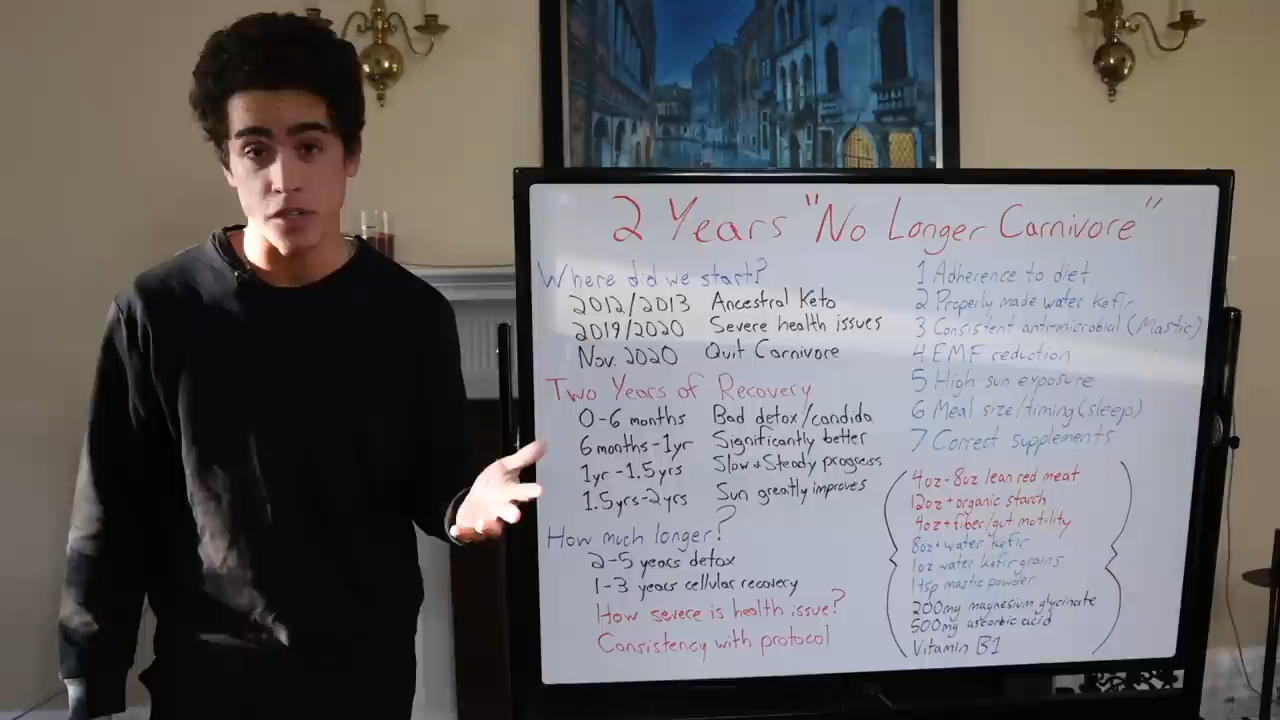 2 Years "No Longer Carnivore"
Where did we start?
2012/2013 Ancestral Keto
2019/2020 Severe health issues
Nov. 2020 Quit Carnivore
Two Years of Recovery
0-6 months Bad detox/candida
6 months-1yr Significantly better
1yr-1.5yrs Slow & Steady progress
1.5yrs-2yrs Sun greatly improves
How much longer?
2-5 years detox
1-3 years cellular recovery
How severe is health issue?
Consistency with protocol
1 Adherence to diet
2 Properly made water kefir
3 Consistent antimicrobial (Mastic)
4 EMF reduction
5 High sun exposure
6 Meal size/timing (sleep)
7 Correct supplements
4oz-8oz lean red meat
12oz+ organic starch
4oz+ fiber/gut motility
8oz+ water kefir
1oz water kefir grains
1tsp mastic powder
200mg magnesium glycinate
500mg ascorbic acid
Vitamin B1